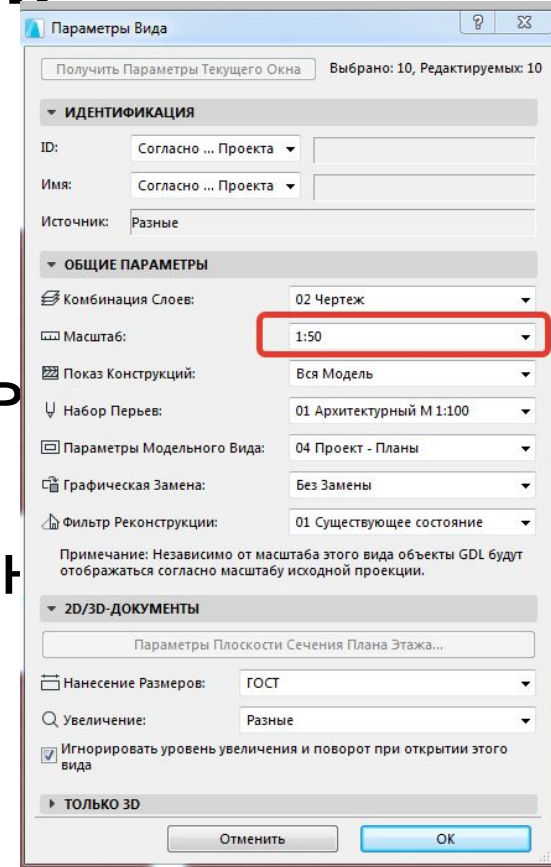 Параметры Вида
Получить Параметры Текущего Окна Выбрано: 10, Редактируемых: 10
ИДЕНТИФИКАЦИЯ
ID: Согласно ... Проекта
Имя: Согласно ... Проекта
Источник: Разные
ОБЩИЕ ПАРАМЕТРЫ
Комбинация Слоев: 02 Чертеж
Масштаб: 1:50
Показ Конструкций: Вся Модель
Набор Перьев: 01 Архитектурный М 1:100
Параметры Модельного Вида: 04 Проект - Планы
Графическая Замена: Без Замены
Фильтр Реконструкции: 01 Существующее состояние
Примечание: Независимо от масштаба этого вида объекты GDL будут
отображаться согласно масштабу исходной проекции.
2D/3D-ДОКУМЕНТЫ
Параметры Плоскости Сечения Плана Этажа...
Нанесение Размеров: ГОСТ
Увеличение: Разные
Игнорировать уровень увеличения и поворот при открытии этого
вида
ТОЛЬКО 3D
Отменить ОК